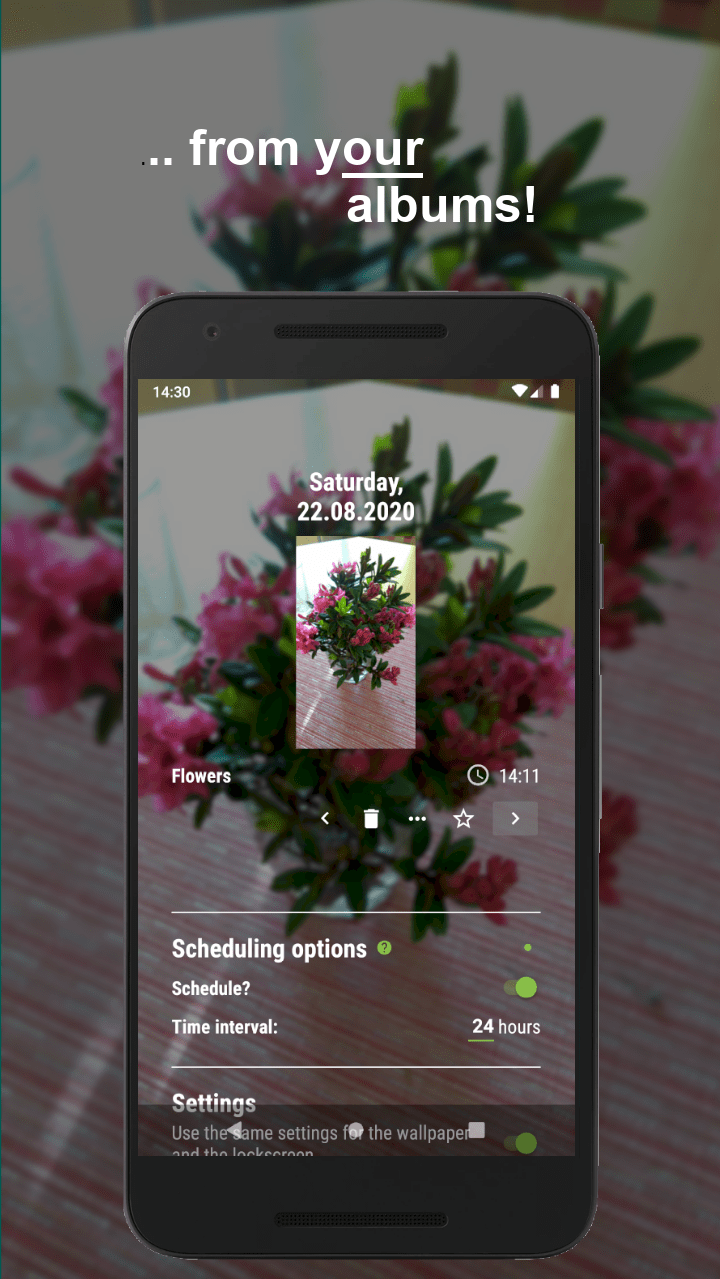 ... from your
albums!
14:30
Saturday,
22.08.2020
Flowers 14:11
Scheduling options ?
Schedule?
Time interval: 24 hours
Settings
Use the same settings for the wallpaper
and the lockscreen